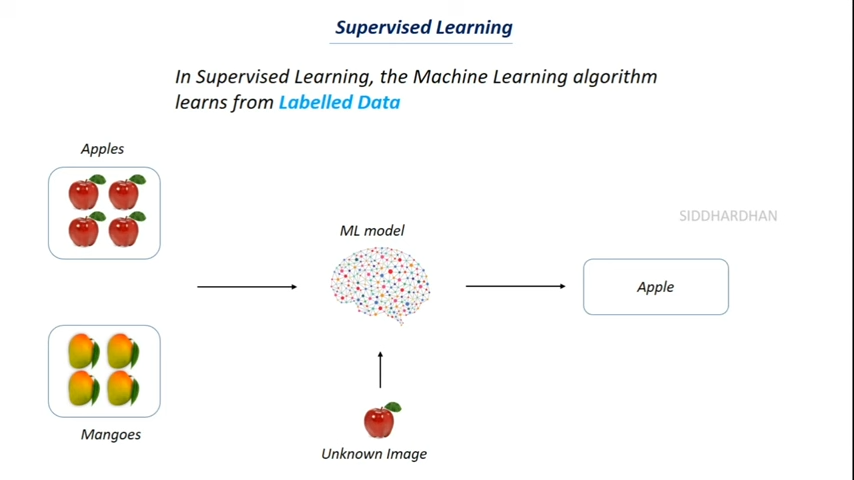 Supervised Learning
In Supervised Learning, the Machine Learning algorithm
learns from Labelled Data
Apples
SIDDHARDHAN
ML model
Apple
Mangoes
Unknown Image